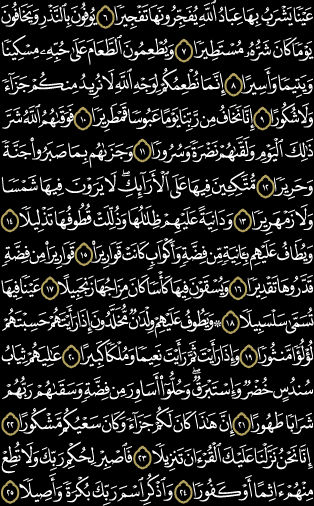 عَيْنًا يَشْرَبُ بِهَا عِبَادُ ٱللَّهِ يُفَجِّرُونَهَا تَفْجِيرًا ٦ يُوفُونَ بِٱلنَّذْرِ وَيَخَافُونَ
يَوْمًا كَانَ شَرُّهُۥ مُسْتَطِيرًا ٧ وَيُطْعِمُونَ ٱلطَّعَامَ عَلَىٰ حُبِّهِۦ مِسْكِينًا
وَيَتِيمًا وَأَسِيرًا ٨ إِنَّمَا نُطْعِمُكُمْ لِوَجْهِ ٱللَّهِ لَا نُرِيدُ مِنكُمْ جَزَآءً
وَلَا شُكُورًا ٩ إِنَّا نَخَافُ مِن رَّبِّنَا يَوْمًا عَبُوسًا قَمْطَرِيرًا ١٠ فَوَقَىٰهُمُ ٱللَّهُ شَرَّ
ذَٰلِكَ ٱلْيَوْمِ وَلَقَّىٰهُمْ نَضْرَةً وَسُرُورًا ١١ وَجَزَىٰهُم بِمَا صَبَرُوا۟ جَنَّةً
وَحَرِيرًا ١٢ مُّتَّكِـِٔينَ فِيهَا عَلَى ٱلْأَرَآئِكِ ۖ لَا يَرَوْنَ فِيهَا شَمْسًا
وَلَا زَمْهَرِيرًا ١٣ وَدَانِيَةً عَلَيْهِمْ ظِلَٰلُهَا وَذُلِّلَتْ قُطُوفُهَا تَذْلِيلًا ١٤
وَيُطَافُ عَلَيْهِم بِـَٔانِيَةٍ مِّن فِضَّةٍ وَأَكْوَابٍ كَانَتْ قَوَارِيرَا۠ ١٥ قَوَارِيرَا۟ مِن فِضَّةٍ
قَدَّرُوهَا تَقْدِيرًا ١٦ وَيُسْقَوْنَ فِيهَا كَأْسًا كَانَ مِزَاجُهَا زَنجَبِيلًا ١٧ عَيْنًا فِيهَا
تُسَمَّىٰ سَلْسَبِيلًا ١٨ ۞ وَيَطُوفُ عَلَيْهِمْ وِلْدَٰنٌ مُّخَلَّدُونَ إِذَا رَأَيْتَهُمْ حَسِبْتَهُمْ
لُؤْلُؤًا مَّنثُورًا ١٩ وَإِذَا رَأَيْتَ ثَمَّ رَأَيْتَ نَعِيمًا وَمُلْكًا كَبِيرًا ٢٠ عَٰلِيَهُمْ ثِيَابُ
سُندُسٍ خُضْرٌ وَإِسْتَبْرَقٌ ۖ وَحُلُّوٓا۟ أَسَاوِرَ مِن فِضَّةٍ وَسَقَىٰهُمْ رَبُّهُمْ
شَرَابًا طَهُورًا ٢١ إِنَّ هَٰذَا كَانَ لَكُمْ جَزَآءً وَكَانَ سَعْيُكُم مَّشْكُورًا ٢٢
إِنَّا نَحْنُ نَزَّلْنَا عَلَيْكَ ٱلْقُرْءَانَ تَنزِيلًا ٢٣ فَٱصْبِرْ لِحُكْمِ رَبِّكَ وَلَا تُطِعْ
مِنْهُمْ ءَاثِمًا أَوْ كَفُورًا ٢٤ وَٱذْكُرِ ٱسْمَ رَبِّكَ بُكْرَةً وَأَصِيلًا ٢٥